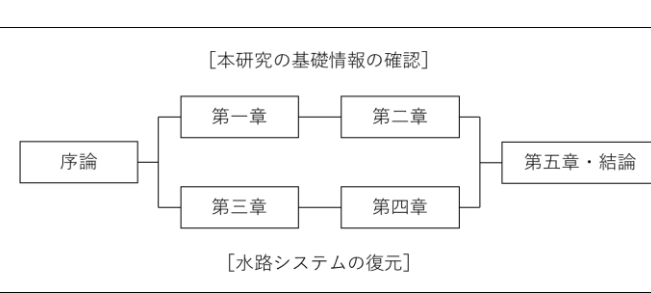 [本研究の基礎情報の確認]
第一章
第二章
序論
第五章・結論
第三章
第四章
[水路システムの復元]